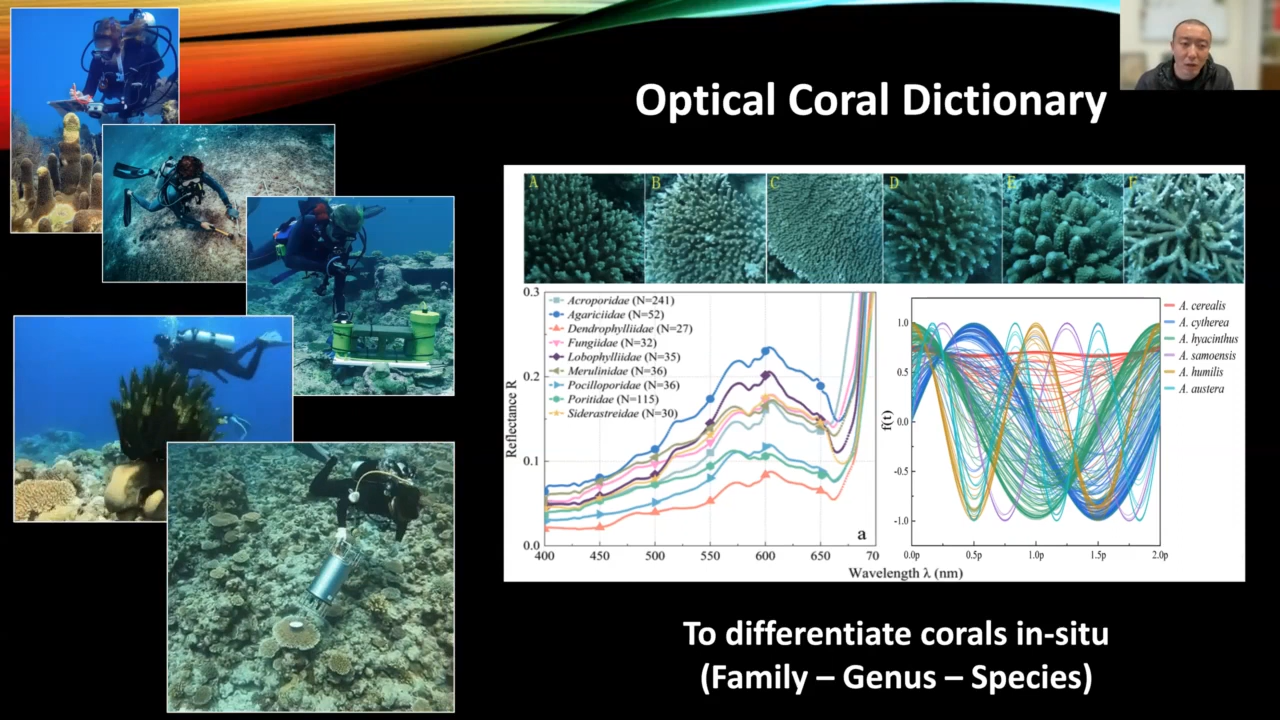 Optical Coral Dictionary
A B C D E F
0.3
0.2
0.1
0.0
Reflectance R
Acroporidae (N=241)
Agariciidae (N=52)
Dendrophylliidae (N=27)
Fungiidae (N=32)
Lobophylliidae (N=35)
Merulinidae (N=36)
Pocilloporidae (N=36)
Poritidae (N=115)
Siderastreidae (N=30)
a
400 450 500 550 600 650 70
f(t)
1.0
0.5
0.0
-0.5
-1.0
0.0p 0.5p 1.0p 1.5p 2.0p
A. cerealis
A. cytherea
A. hyacinthus
A. samoensis
A. humilis
A. austera
Wavelength λ (nm)
To differentiate corals in-situ
(Family – Genus – Species)